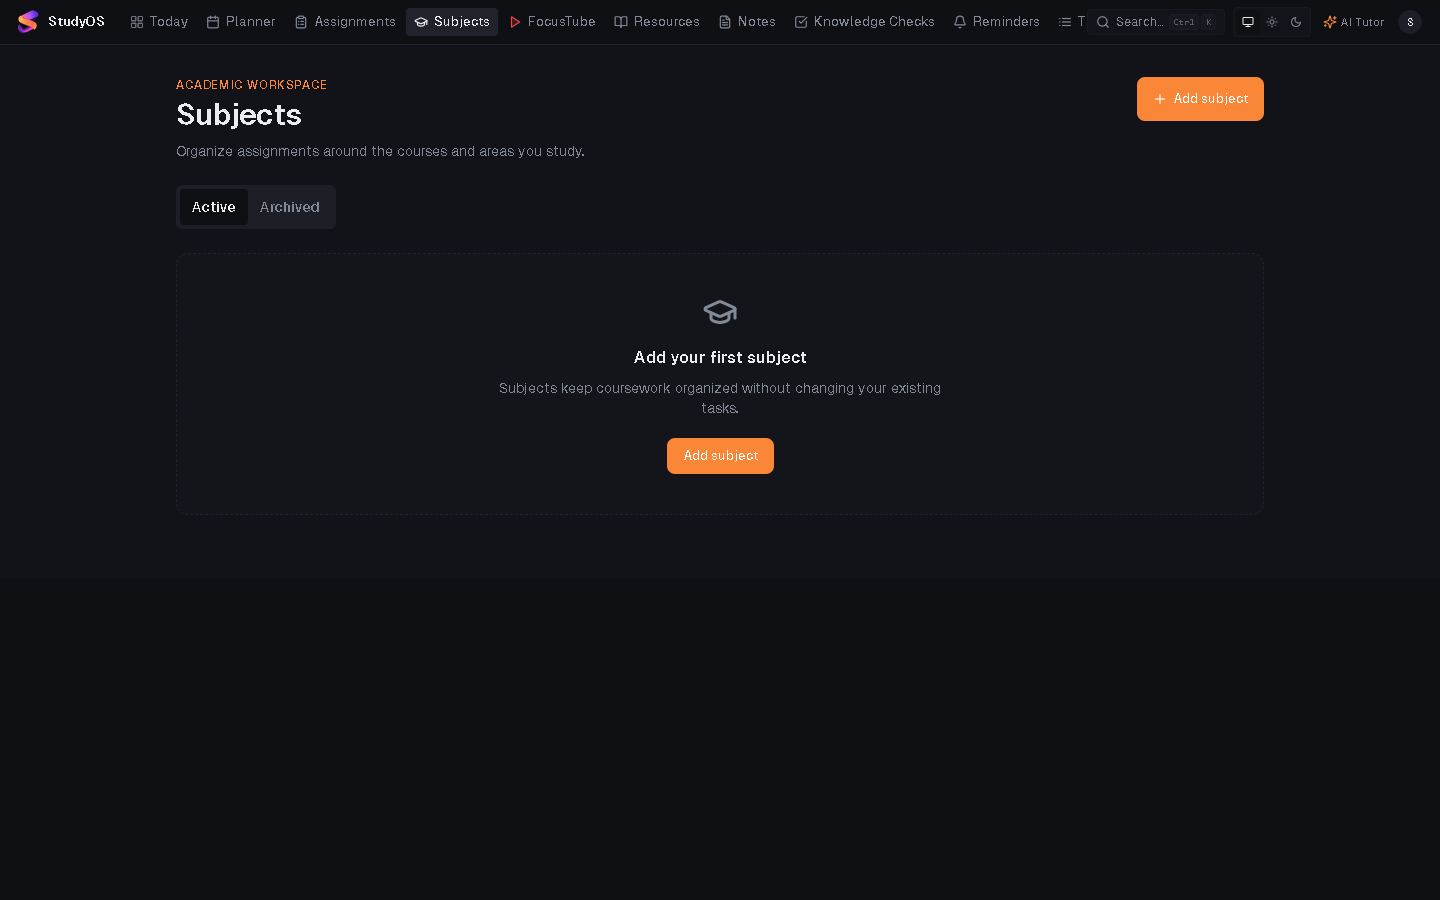 StudyOS Today Planner Assignments Subjects FocusTube Resources Notes Knowledge Checks Reminders T Search... Ctrl K AI Tutor S
ACADEMIC WORKSPACE
Subjects
Add subject
Organize assignments around the courses and areas you study.
Active Archived
Add your first subject
Subjects keep coursework organized without changing your existing
tasks.
Add subject